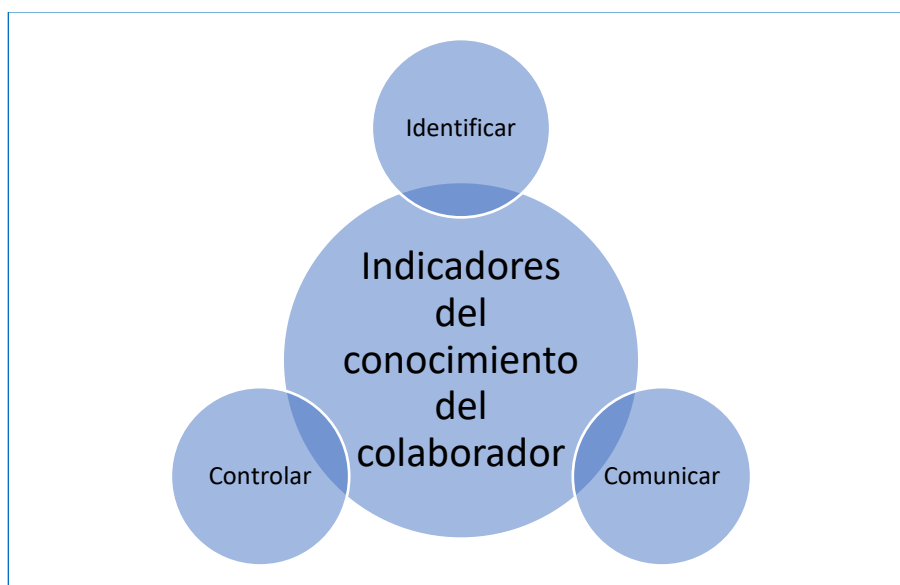 Identificar
Indicadores
del
conocimiento
del
colaborador
Controlar
Comunicar